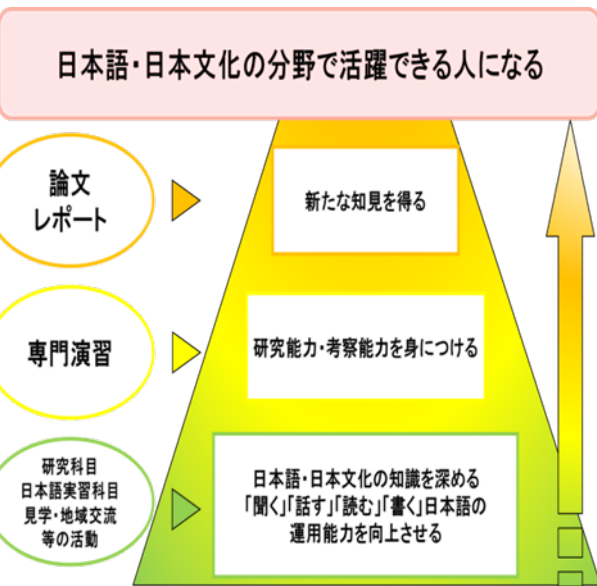 日本語・日本文化の分野で活躍できる人になる
論文
レポート
新たな知見を得る
専門演習
研究能力・考察能力を身につける
研究科目
日本語実習科目
見学・地域交流
等の活動
日本語・日本文化の知識を深める
「聞く」「話す」「読む」「書く」日本語の
運用能力を向上させる